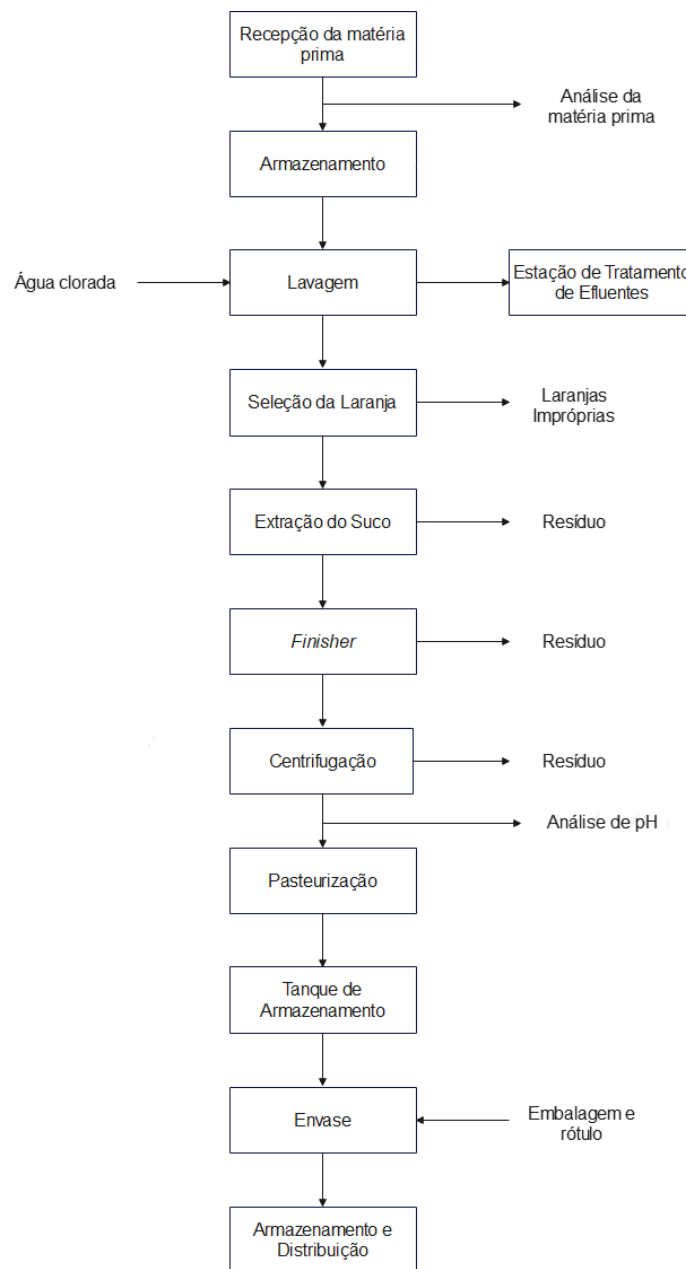 Recepção da matéria
prima
Análise da
matéria prima
Armazenamento
Água clorada
Lavagem
Estação de Tratamento
de Efluentes
Seleção da Laranja
Laranjas
Impróprias
Extração do Suco
Resíduo
Finisher
Resíduo
Centrifugação
Resíduo
Análise de pH
Pasteurização
Tanque de
Armazenamento
Envase
Embalagem e
rótulo
Armazenamento e
Distribuição